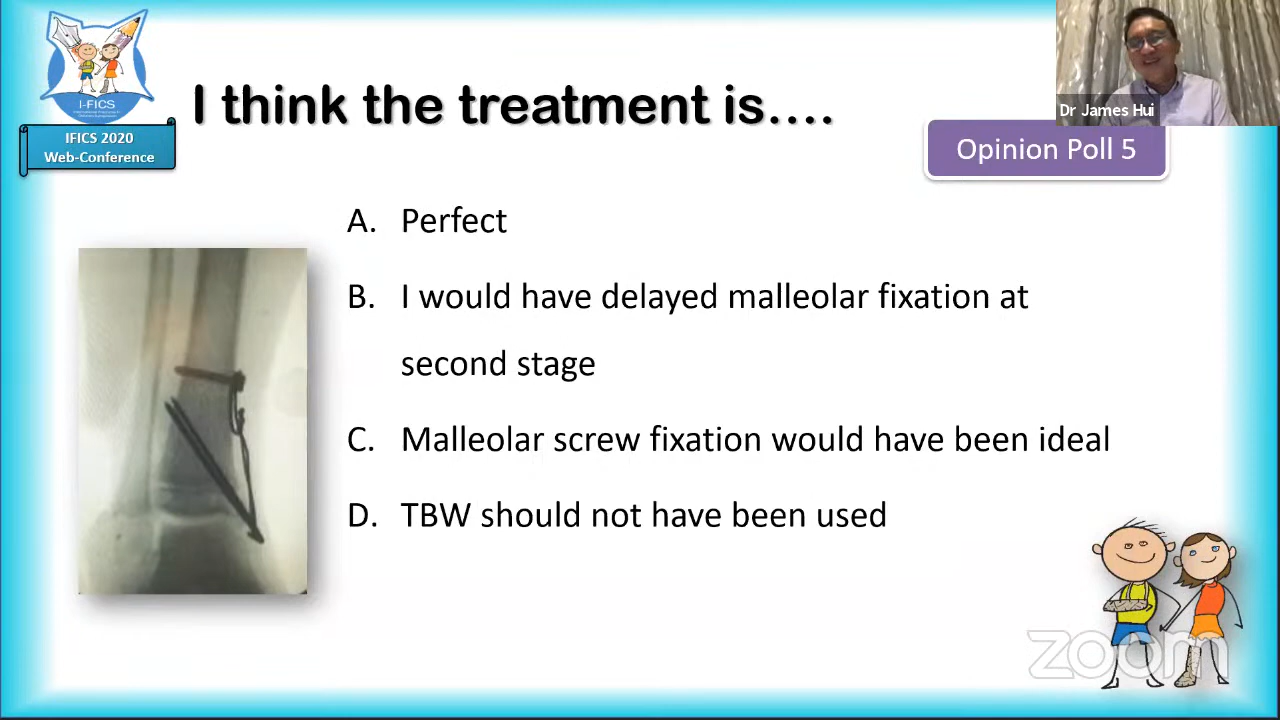 I-FICS
IFICS 2020
Web-Conference
I think the treatment is....
Dr James Hui
Opinion Poll 5
A. Perfect
B. I would have delayed malleolar fixation at
second stage
C. Malleolar screw fixation would have been ideal
D. TBW should not have been used
zoom